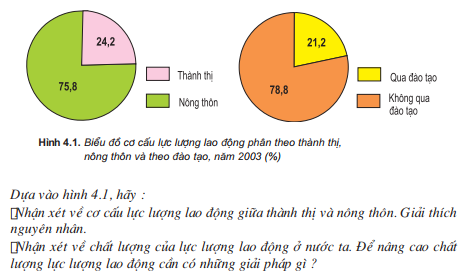 24,2
75,8
Thành thị
Nông thôn
21,2
78,8
Qua đào tạo
Không qua
đào tạo
Hình 4.1. Biểu đồ cơ cấu lực lượng lao động phân theo thành thị,
nông thôn và theo đào tạo, năm 2003 (%)
Dựa vào hình 4.1, hãy :
Nhận xét về cơ cấu lực lượng lao động giữa thành thị và nông thôn. Giải thích
nguyên nhân.
Nhận xét về chất lượng của lực lượng lao động ở nước ta. Để nâng cao chất
lượng lực lượng lao động cần có những giải pháp gì ?